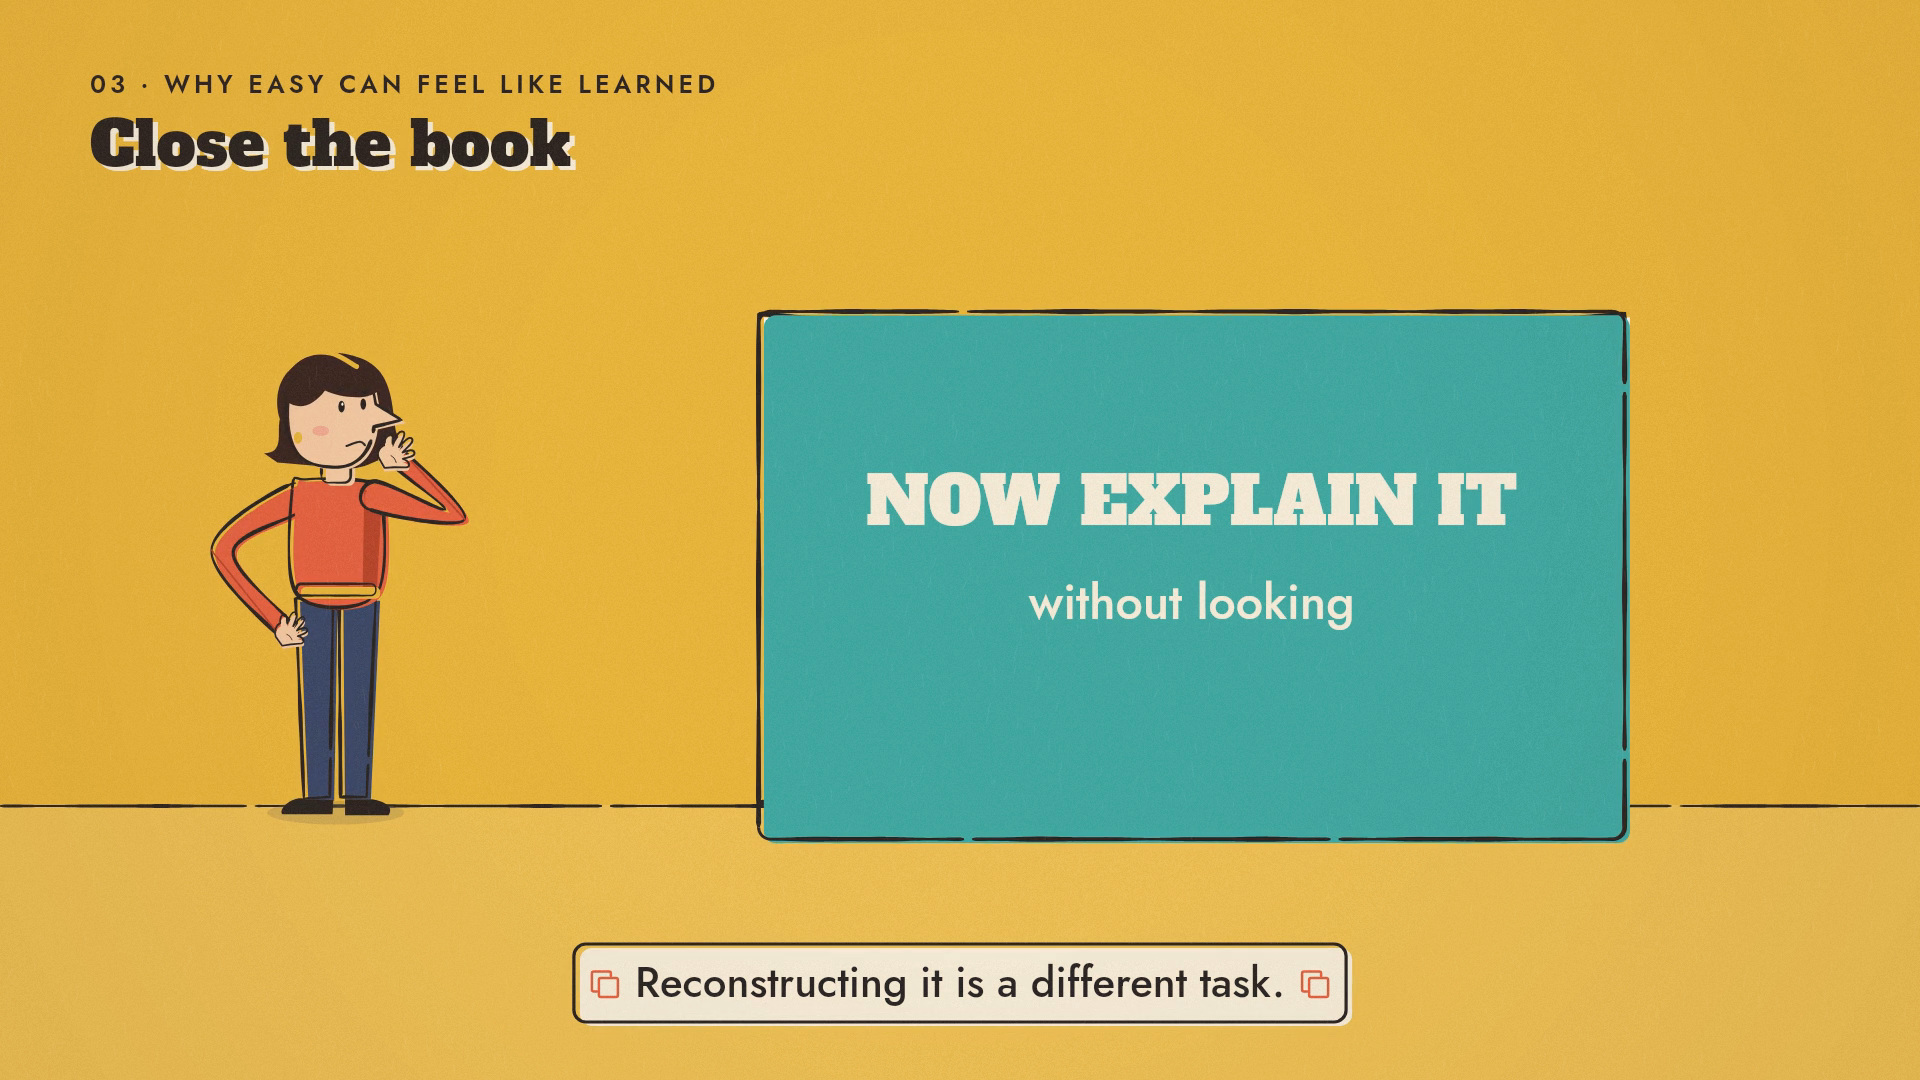 03 · WHY EASY CAN FEEL LIKE LEARNED
Close the book
NOW EXPLAIN IT
without looking
Reconstructing it is a different task.